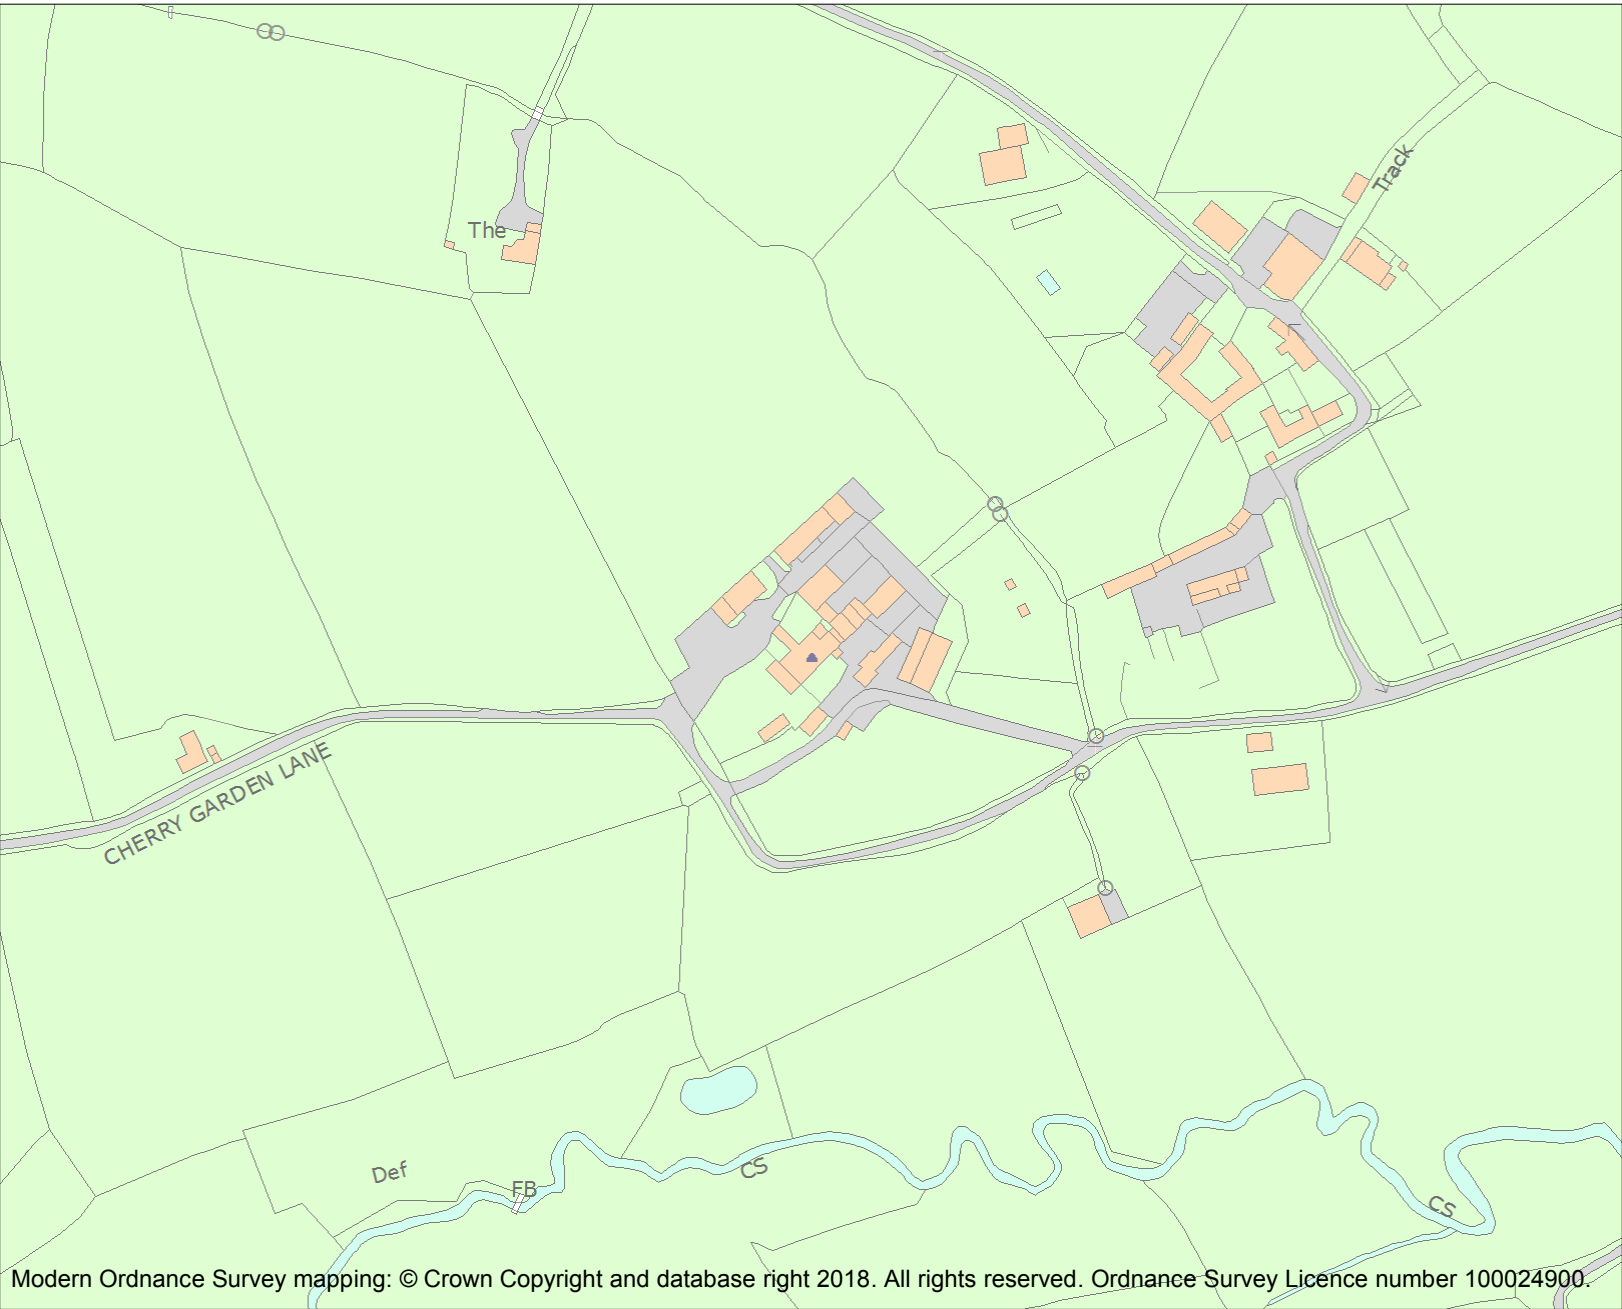 Track
The
CHERRY GARDEN LANE
Def
FB
CS
CS
Modern Ordnance Survey mapping: © Crown Copyright and database right 2018. All rights reserved. Ordnance Survey Licence number 100024900.